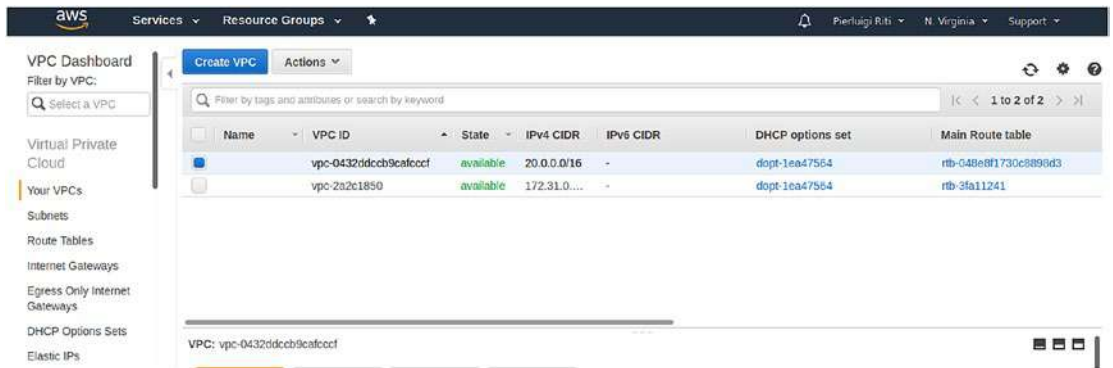 aws Services Resource Groups Pierluigi Riti N. Virginia Support
VPC Dashboard
Filter by VPC:
Select a VPC
Virtual Private
Cloud
Your VPCs
Subnets
Route Tables
Internet Gateways
Egress Only Internet
Gateways
DHCP Options Sets
Elastic IPs
Create VPC Actions
Filter by tags and attributes or search by keyword
1 to 2 of 2
Name VPC ID State IPv4 CIDR IPv6 CIDR DHCP options set Main Route table
vpc-0432ddccb9cafcccf available 20.0.0.0/16 - dopt-1ea47564 rtb-048e8f1730c8898d3
vpc-2a2c1850 available 172.31.0.... - dopt-1ea47564 rtb-3fa11241
VPC: vpc-0432ddccb9cafcccf